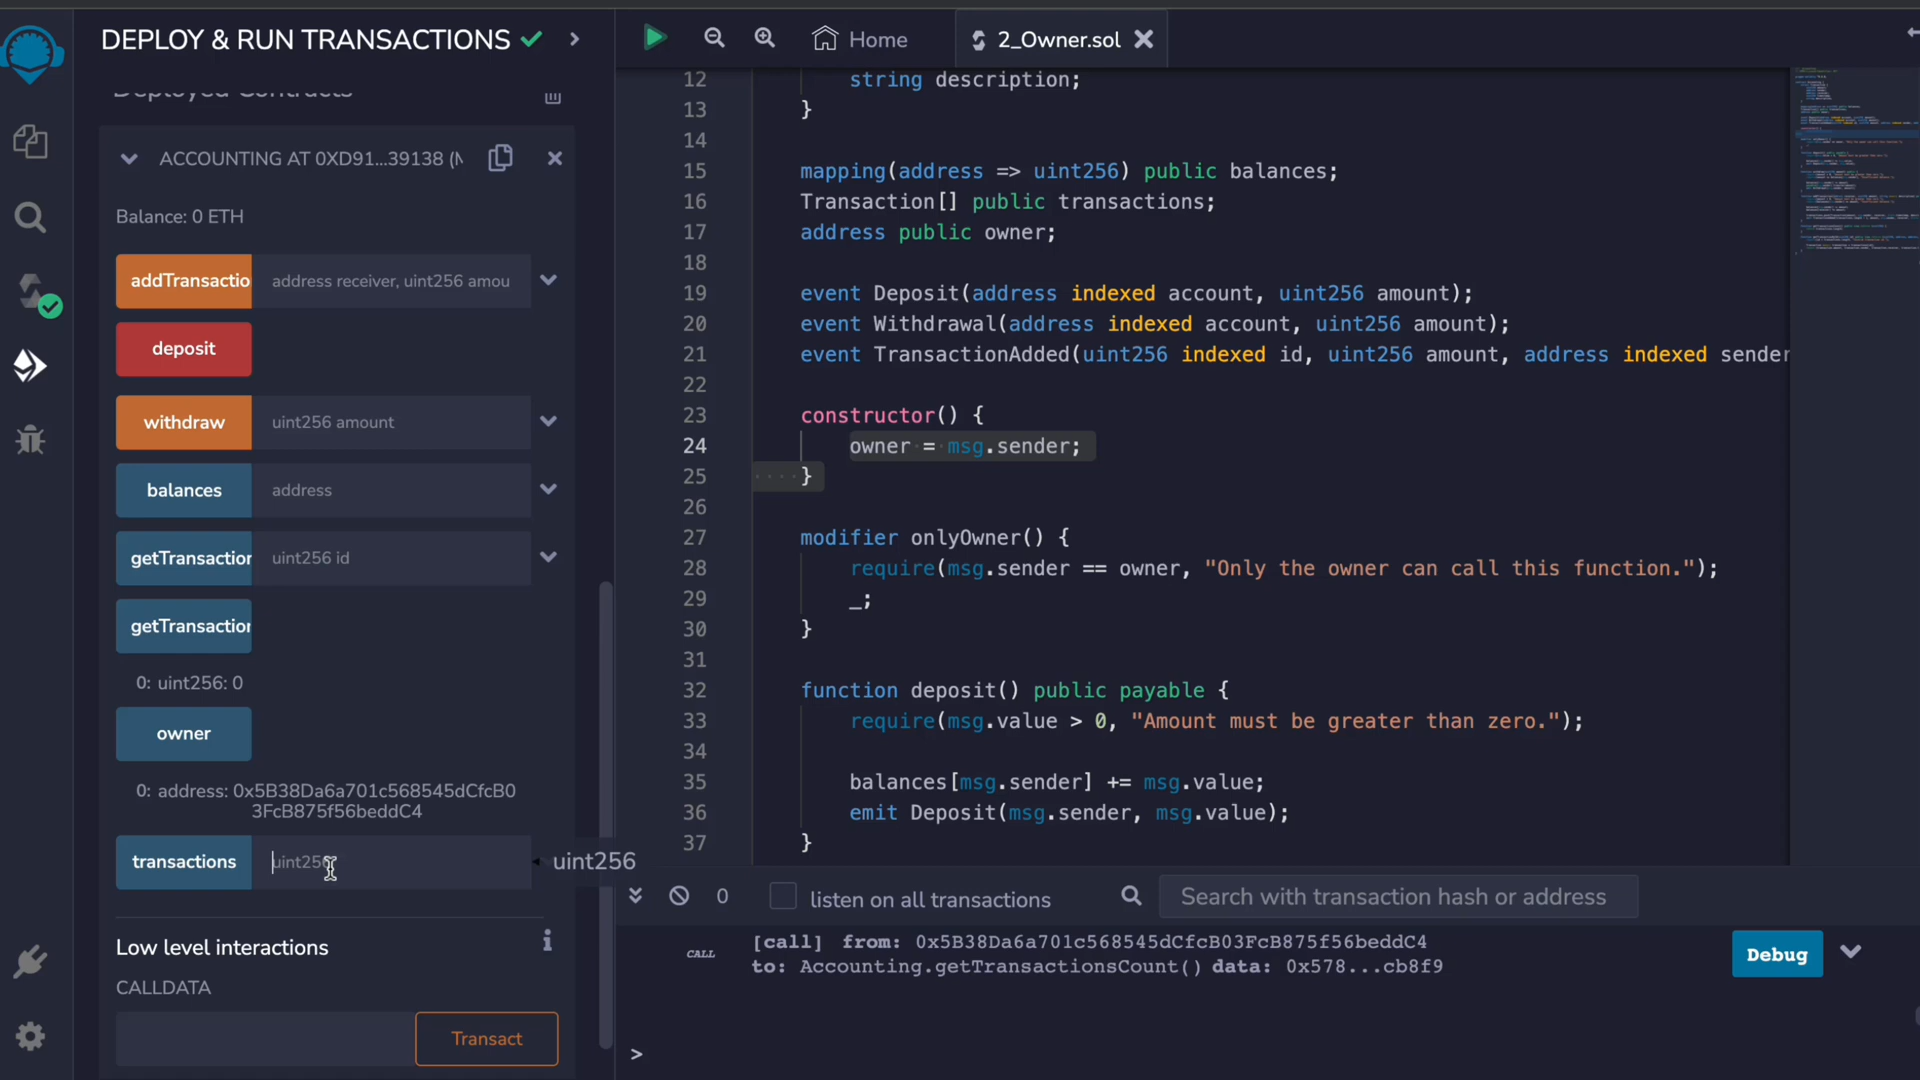 DEPLOY & RUN TRANSACTIONS
Deployed Contracts
ACCOUNTING AT 0XD91...39138 (M
Balance: 0 ETH
addTransactio address receiver, uint256 amou
deposit
withdraw uint256 amount
balances address
getTransaction uint256 id
getTransaction
0: uint256: 0
owner
0: address: 0x5B38Da6a701c568545dCfcB0
3FcB875f56beddC4
transactions uint256 uint256
Low level interactions
CALLDATA
Transact
Home
2_Owner.sol
12 string description;
13 }
14
15 mapping(address => uint256) public balances;
16 Transaction[] public transactions;
17 address public owner;
18
19 event Deposit(address indexed account, uint256 amount);
20 event Withdrawal(address indexed account, uint256 amount);
21 event TransactionAdded(uint256 indexed id, uint256 amount, address indexed sender
22
23 constructor() {
24 owner = msg.sender;
25 }
26
27 modifier onlyOwner() {
28 require(msg.sender == owner, "Only the owner can call this function.");
29 _;
30 }
31
32 function deposit() public payable {
33 require(msg.value > 0, "Amount must be greater than zero.");
34
35 balances[msg.sender] += msg.value;
36 emit Deposit(msg.sender, msg.value);
37 }
0 listen on all transactions Search with transaction hash or address
CALL [call] from: 0x5B38Da6a701c568545dCfcB03FcB875f56beddC4
to: Accounting.getTransactionsCount() data: 0x578...cb8f9
Debug
>